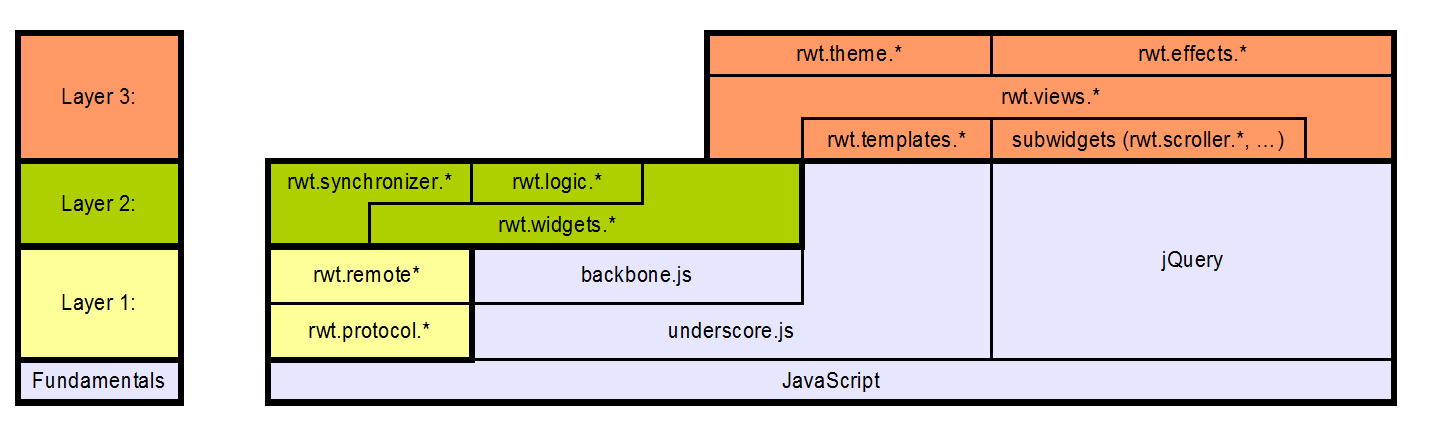 rwt.theme.*
rwt.effects.*
Layer 3:
rwt.views.*
rwt.templates.*
subwidgets (rwt.scroller.*, ...)
rwt.synchronizer.*
rwt.logic.*
Layer 2:
rwt.widgets.*
jQuery
rwt.remote*
backbone.js
Layer 1:
rwt.protocol.*
underscore.js
Fundamentals
JavaScript